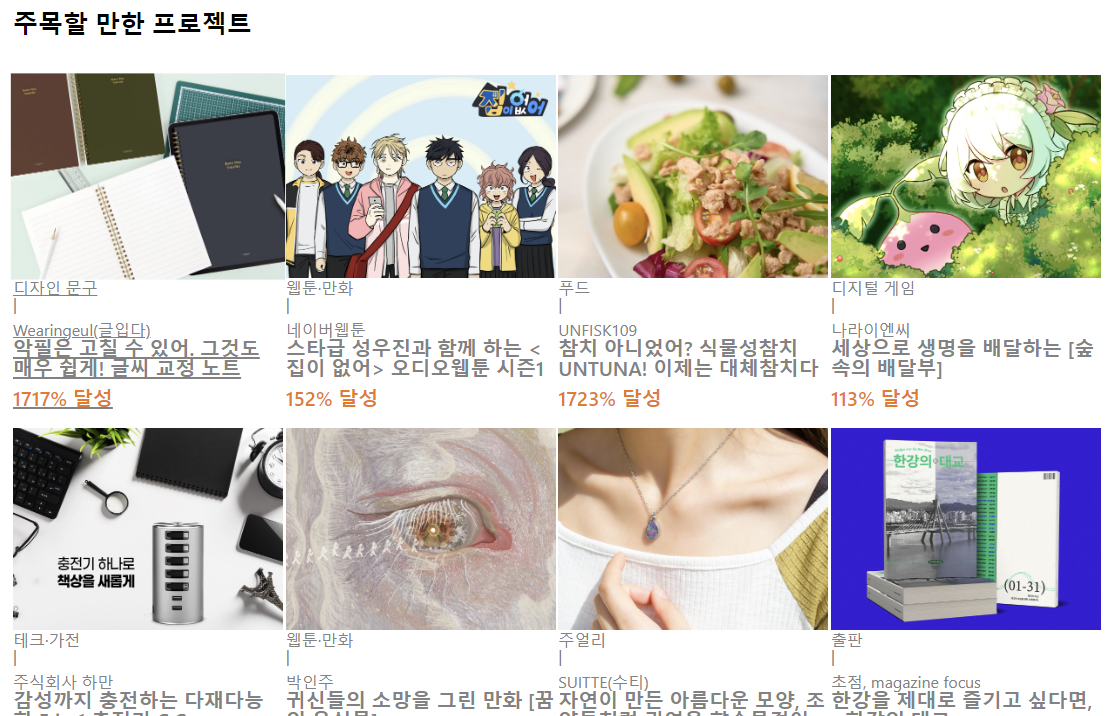 주목할 만한 프로젝트
집이 없어
디자인 문구
|
Wearingeul(글입다)
악필은 고칠 수 있어. 그것도
매우 쉽게! 글씨 교정 노트
1717% 달성
웹툰·만화
|
네이버웹툰
스타급 성우진과 함께 하는 <
집이 없어> 오디오웹툰 시즌1
152% 달성
푸드
|
UNFISK109
참치 아니었어? 식물성참치
UNTUNA! 이제는 대체참치다
1723% 달성
디지털 게임
|
나라이엔씨
세상으로 생명을 배달하는 [숲
속의 배달부]
113% 달성
충전기 하나로
책상을 새롭게
한강의 대교
(01-31)
테크·가전
|
주식회사 하만
감성까지 충전하는 다재다능
웹툰·만화
|
박인주
귀신들의 소망을 그린 만화 [꿈
주얼리
|
SUITTE(수티)
자연이 만든 아름다운 모양, 조
출판
|
초점, magazine focus
한강을 제대로 즐기고 싶다면,